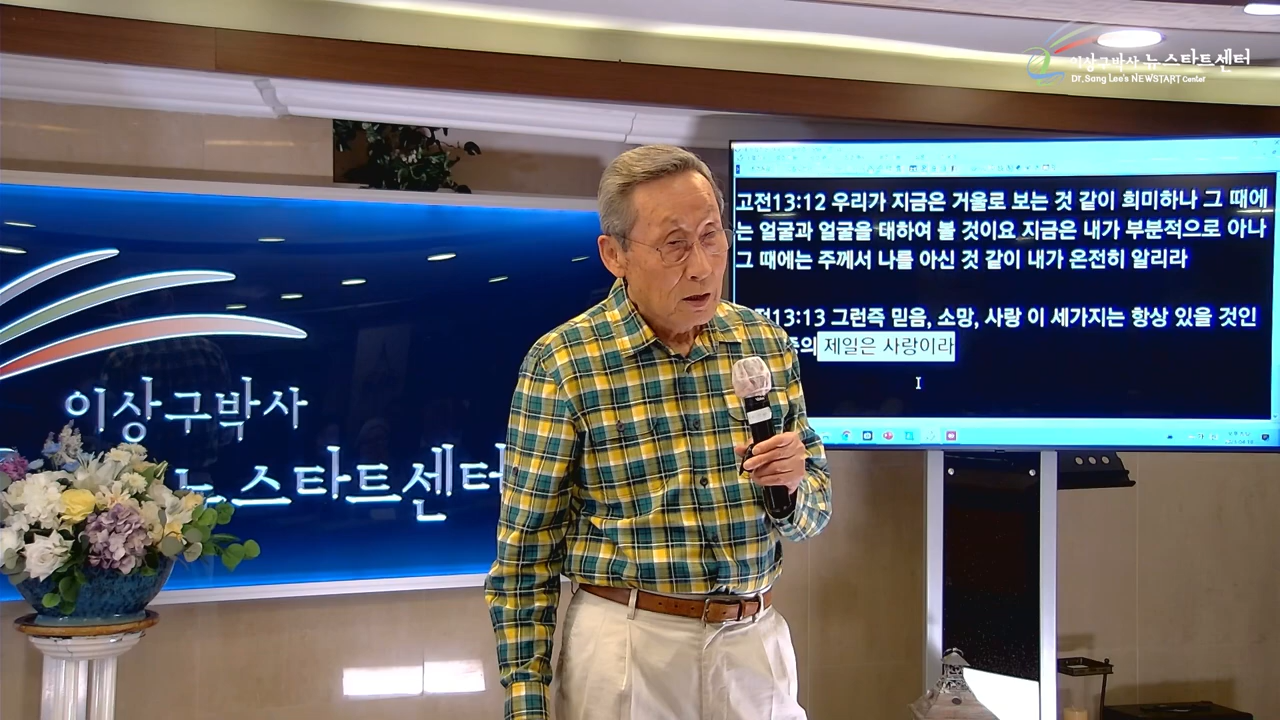 이상구박사 뉴스타트센터
Dr. Sang Lee's NEWSTART Center
고전13:12 우리가 지금은 거울로 보는 것 같이 희미하나 그 때에
는 얼굴과 얼굴을 대하여 볼 것이요 지금은 내가 부분적으로 아나
그 때에는 주께서 나를 아신 것 같이 내가 온전히 알리라
13:13 그런즉 믿음, 소망, 사랑 이 세가지는 항상 있을 것인
제일은 사랑이라
이상구박사
뉴스타트센터